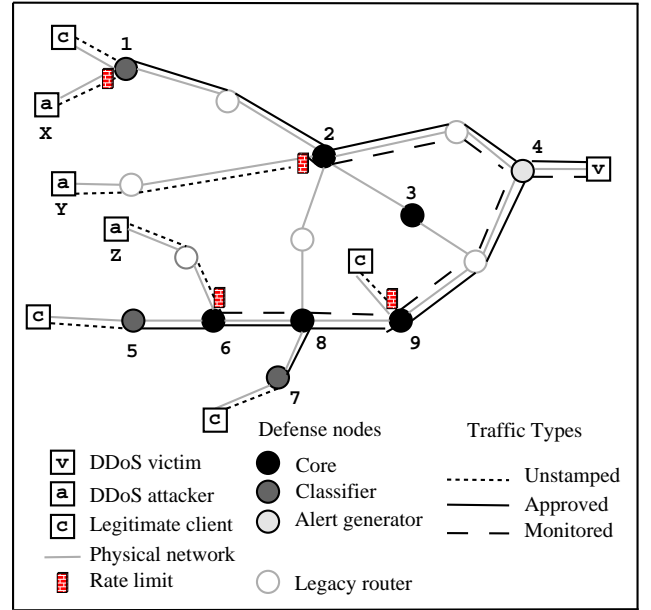 c
1
a
X
2
4
v
a
Y
3
a
Z
c
c
5
6
8
9
7
c
Defense nodes
Traffic Types
v DDoS victim
Core
Unstamped
a DDoS attacker
Classifier
Approved
c Legitimate client
Alert generator
Monitored
Physical network
Rate limit
Legacy router